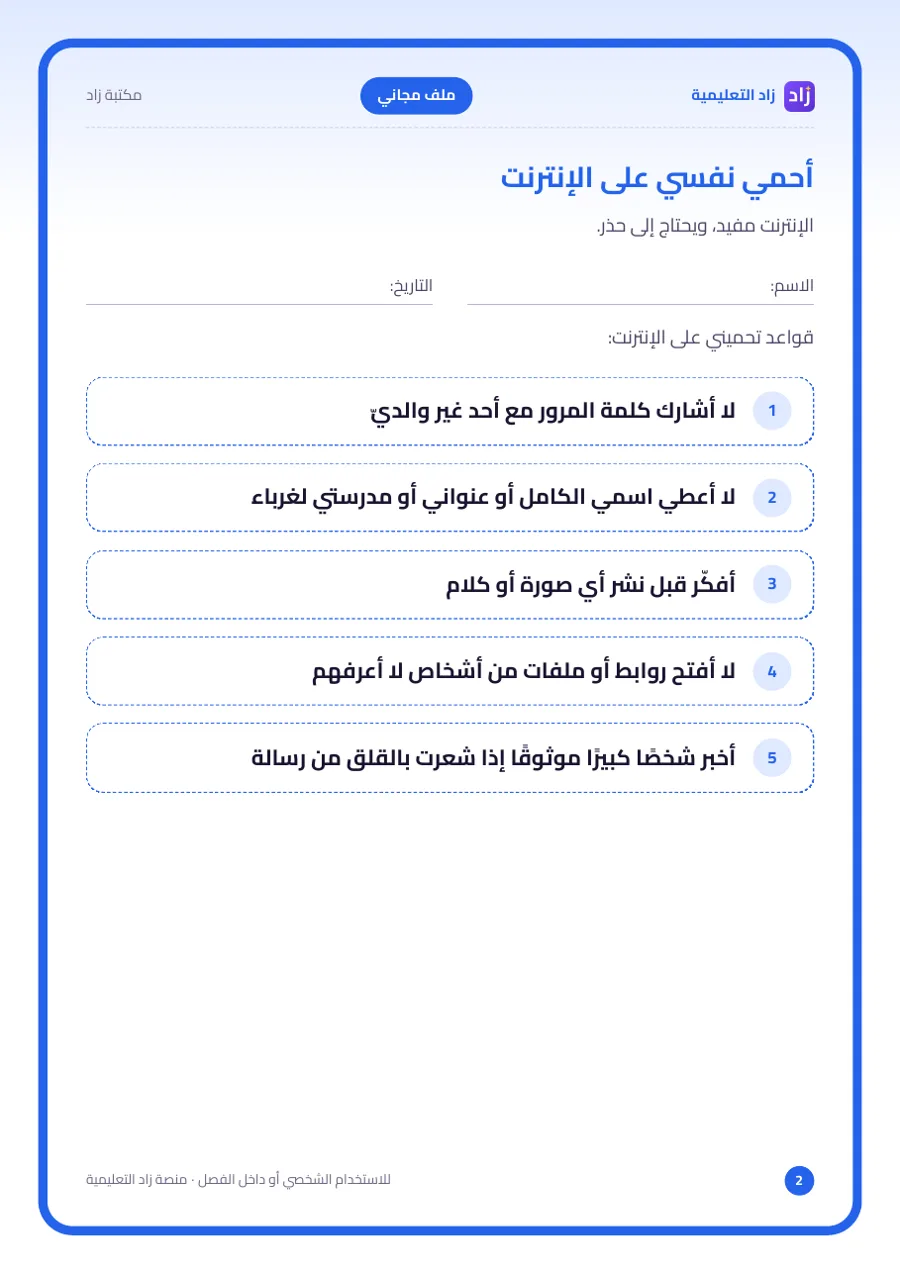 زاد
زاد التعليمية
ملف مجاني
مكتبة زاد
أحمي نفسي على الإنترنت
الإنترنت مفيد، ويحتاج إلى حذر.
الاسم:
التاريخ:
قواعد تحميني على الإنترنت:
1 لا أشارك كلمة المرور مع أحد غير والديّ
2 لا أعطي اسمي الكامل أو عنواني أو مدرستي لغرباء
3 أفكّر قبل نشر أي صورة أو كلام
4 لا أفتح روابط أو ملفات من أشخاص لا أعرفهم
5 أخبر شخصًا كبيرًا موثوقًا إذا شعرت بالقلق من رسالة
2
للاستخدام الشخصي أو داخل الفصل · منصة زاد التعليمية